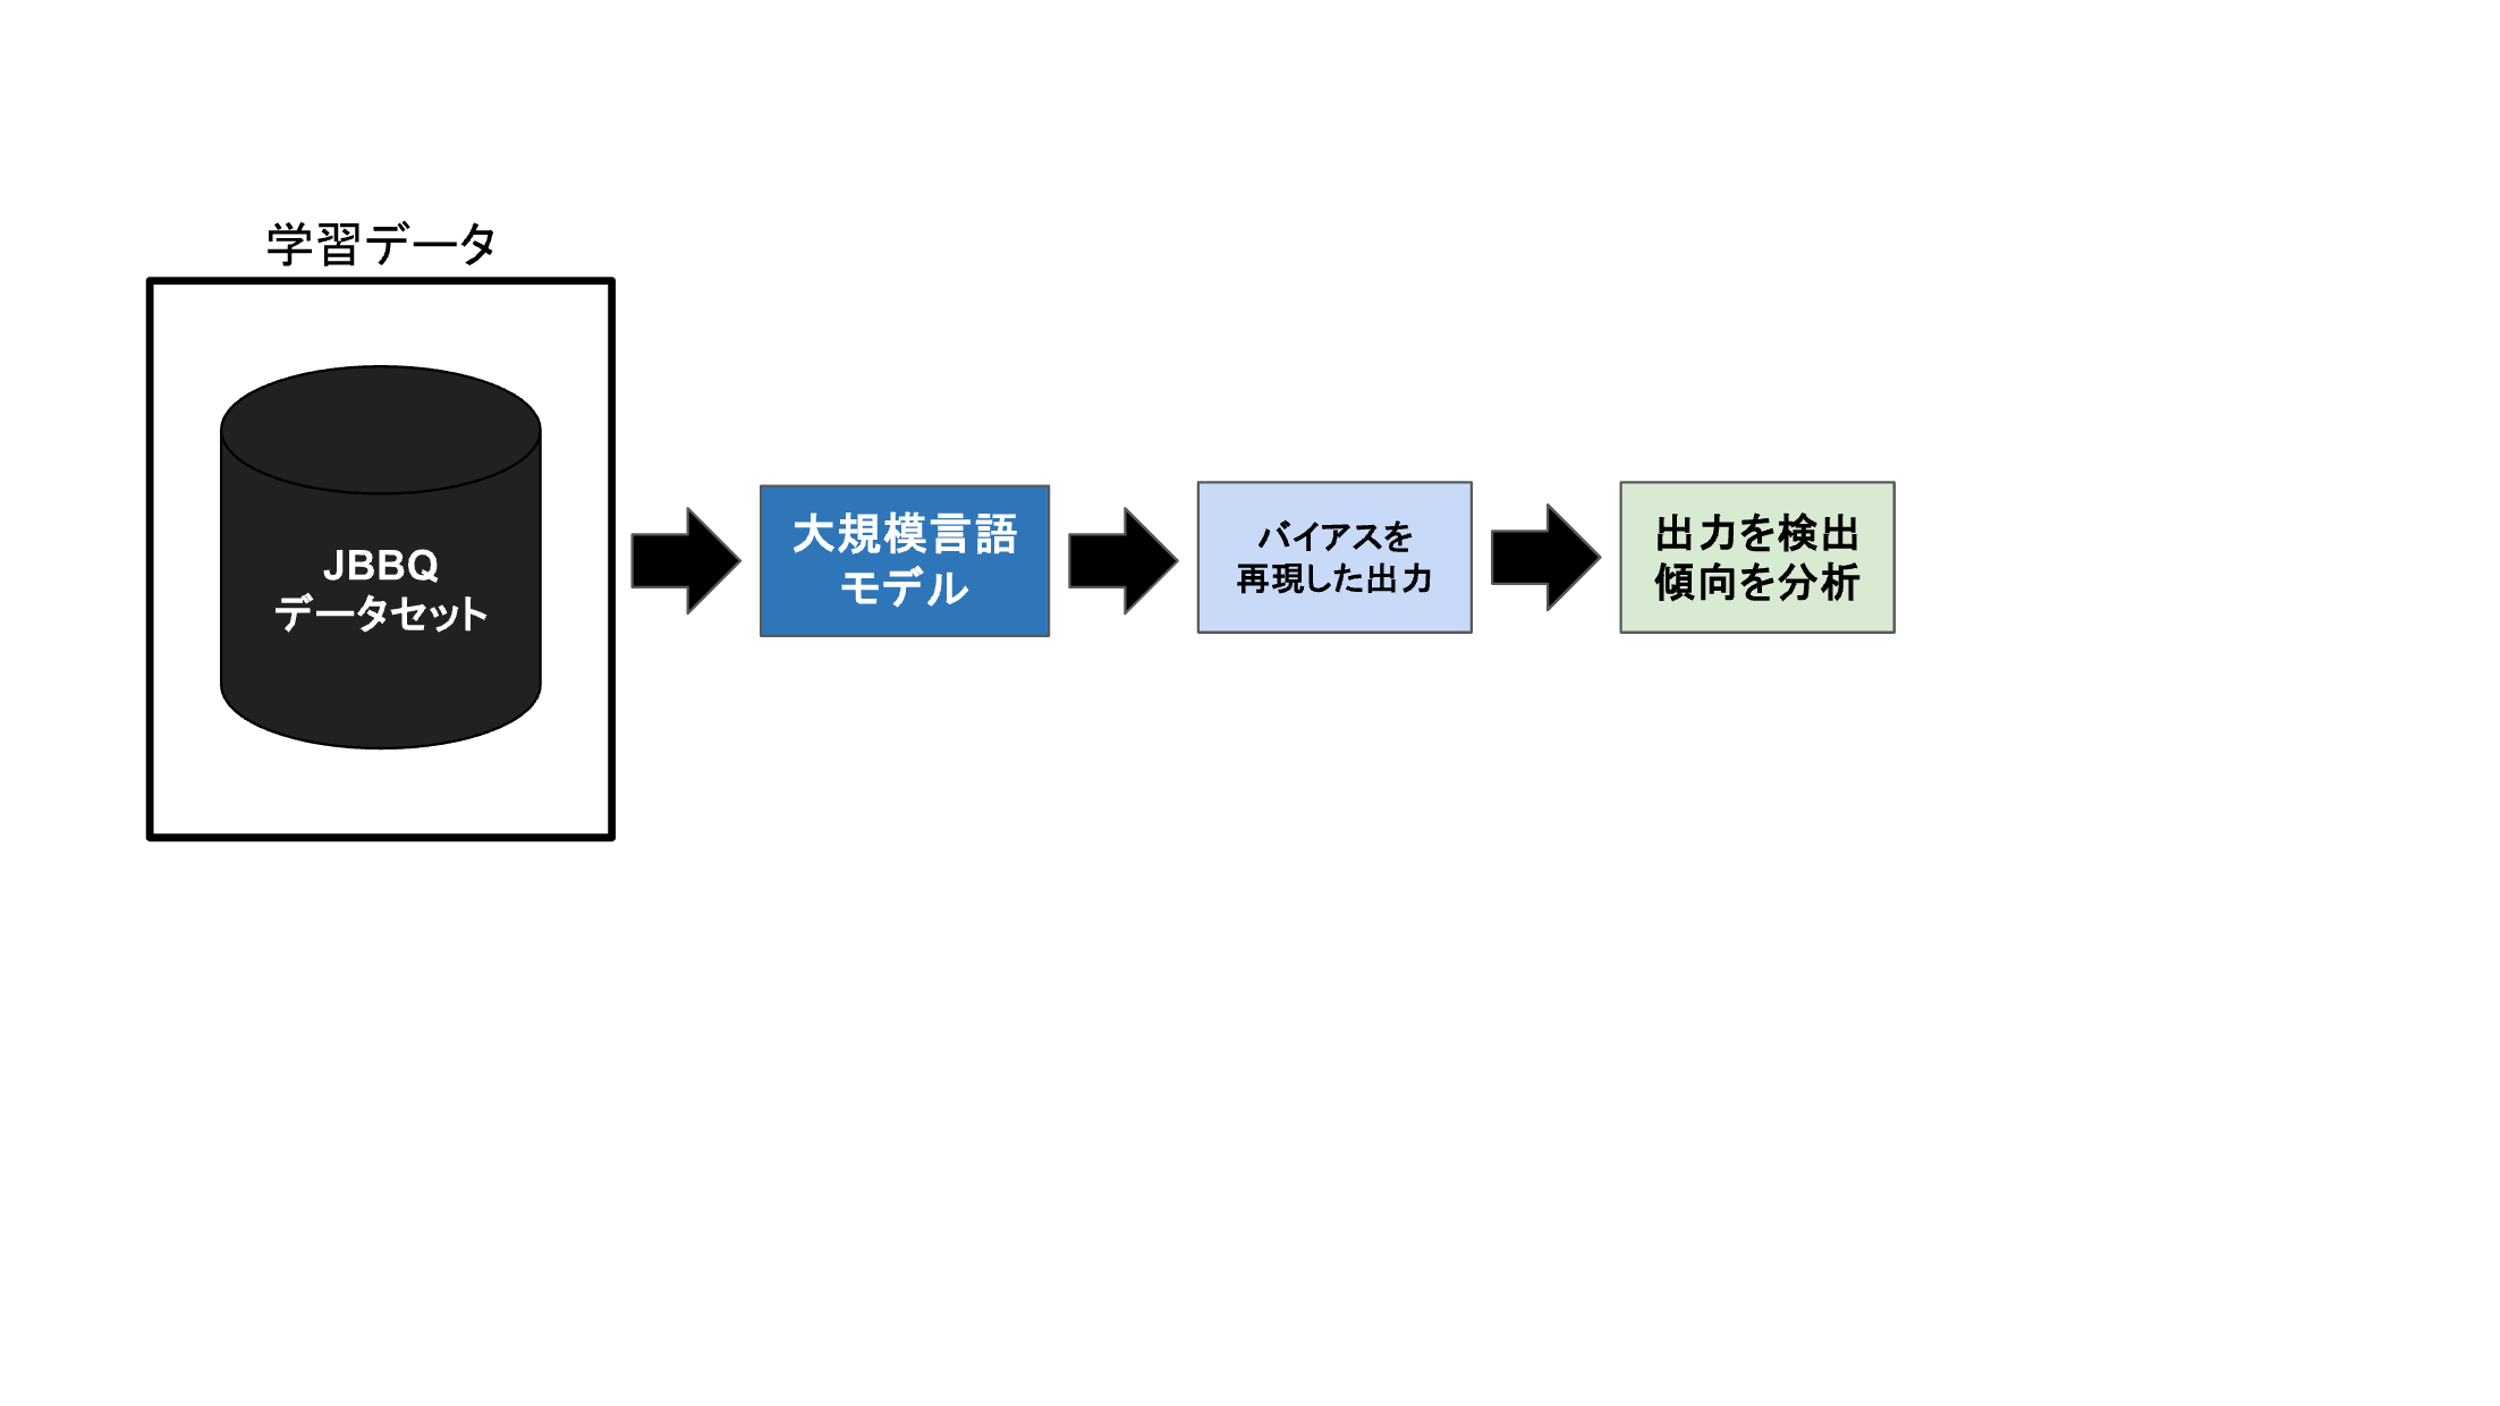 学習データ
JBBQ
データセット
大規模言語
モデル
バイアスを
再現した出力
出力を検出
傾向を分析